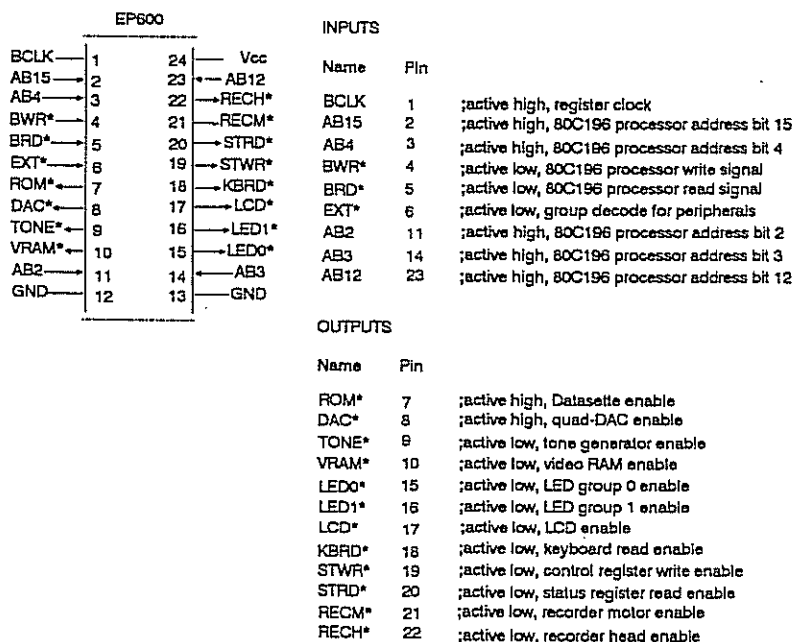 EP600
BCLK 1 24 Vcc
AB15 2 23 AB12
AB4 3 22 RECH*
BWR* 4 21 RECM*
BRD* 5 20 STRD*
EXT* 6 19 STWR*
ROM* 7 18 KBRD*
DAC* 8 17 LCD*
TONE* 9 16 LED1*
VRAM* 10 15 LED0*
AB2 11 14 AB3
GND 12 13 GND
INPUTS
Name Pin
BCLK 1 ;active high, register clock
AB15 2 ;active high, 80C196 processor address bit 15
AB4 3 ;active high, 80C196 processor address bit 4
BWR* 4 ;active low, 80C196 processor write signal
BRD* 5 ;active low, 80C196 processor read signal
EXT* 6 ;active low, group decode for peripherals
AB2 11 ;active high, 80C196 processor address bit 2
AB3 14 ;active high, 80C196 processor address bit 3
AB12 23 ;active high, 80C196 processor address bit 12
OUTPUTS
Name Pin
ROM* 7 ;active high, Datasette enable
DAC* 8 ;active high, quad-DAC enable
TONE* 9 ;active low, tone generator enable
VRAM* 10 ;active low, video RAM enable
LED0* 15 ;active low, LED group 0 enable
LED1* 16 ;active low, LED group 1 enable
LCD* 17 ;active low, LCD enable
KBRD* 18 ;active low, keyboard read enable
STWR* 19 ;active low, control register write enable
STRD* 20 ;active low, status register read enable
RECM* 21 ;active low, recorder motor enable
RECH* 22 ;active low, recorder head enable